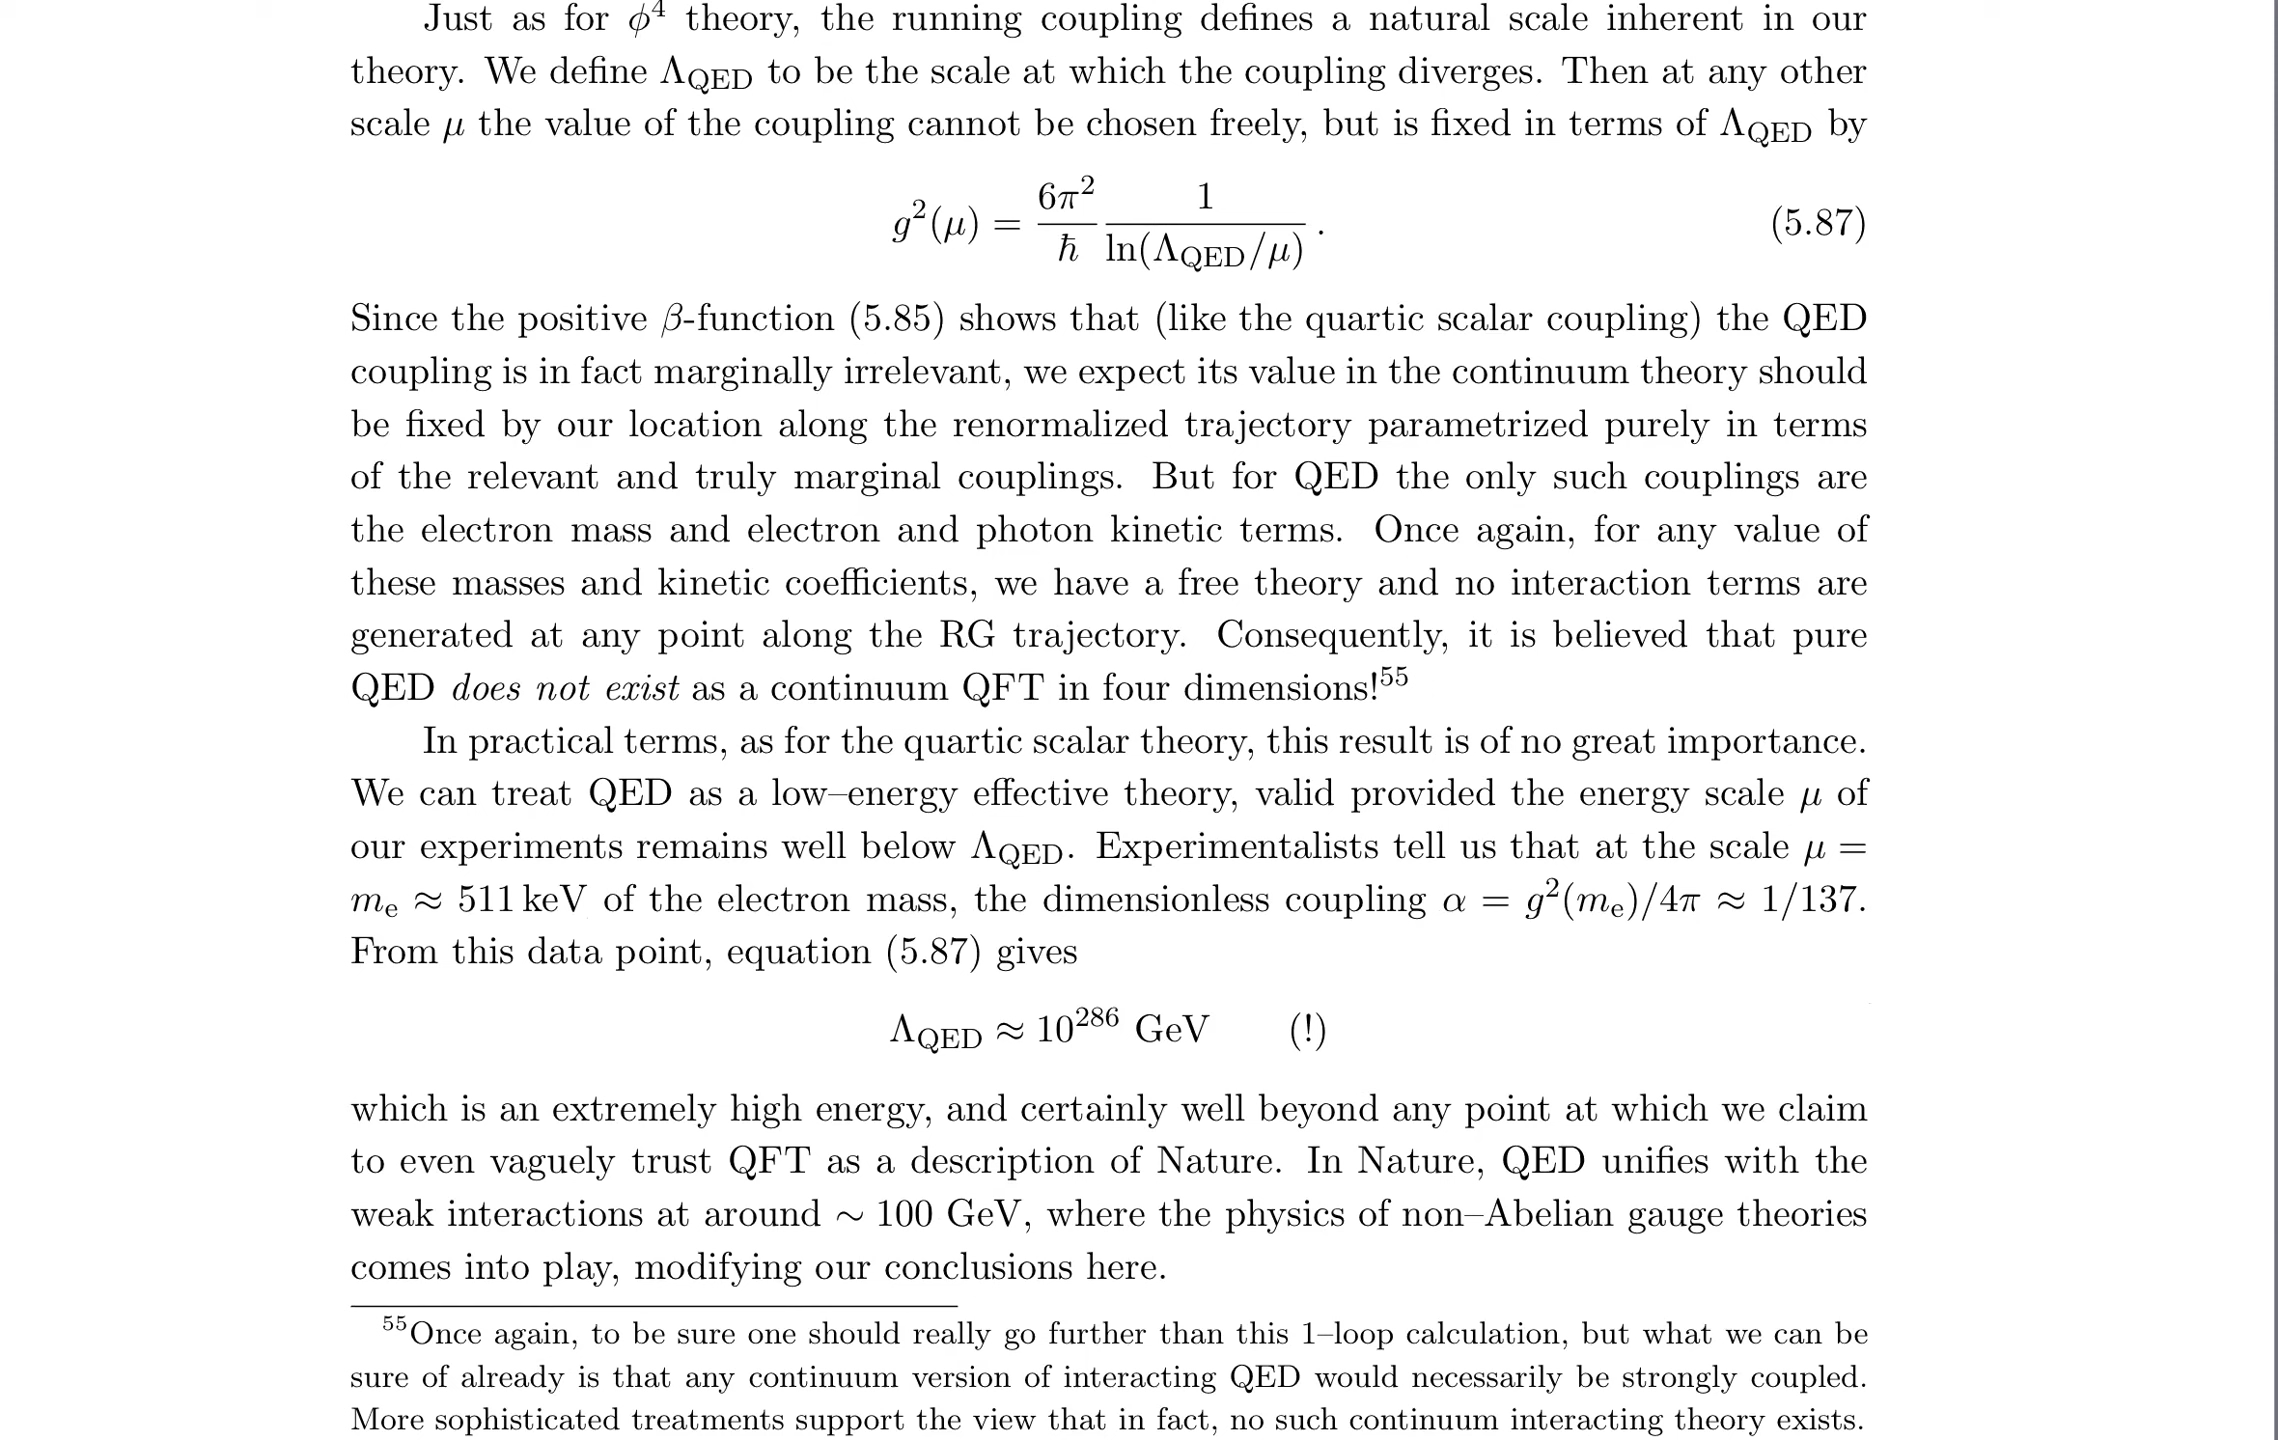 Just as for ϕ⁴ theory, the running coupling defines a natural scale inherent in our
theory. We define Λ_QED to be the scale at which the coupling diverges. Then at any other
scale μ the value of the coupling cannot be chosen freely, but is fixed in terms of Λ_QED by
g²(μ) = 6π²/ħ 1/ln(Λ_QED/μ) . (5.87)
Since the positive β-function (5.85) shows that (like the quartic scalar coupling) the QED
coupling is in fact marginally irrelevant, we expect its value in the continuum theory should
be fixed by our location along the renormalized trajectory parametrized purely in terms
of the relevant and truly marginal couplings. But for QED the only such couplings are
the electron mass and electron and photon kinetic terms. Once again, for any value of
these masses and kinetic coefficients, we have a free theory and no interaction terms are
generated at any point along the RG trajectory. Consequently, it is believed that pure
QED does not exist as a continuum QFT in four dimensions!⁵⁵
In practical terms, as for the quartic scalar theory, this result is of no great importance.
We can treat QED as a low–energy effective theory, valid provided the energy scale μ of
our experiments remains well below Λ_QED. Experimentalists tell us that at the scale μ =
mₑ ≈ 511 keV of the electron mass, the dimensionless coupling α = g²(mₑ)/4π ≈ 1/137.
From this data point, equation (5.87) gives
Λ_QED ≈ 10²⁸⁶ GeV (!)
which is an extremely high energy, and certainly well beyond any point at which we claim
to even vaguely trust QFT as a description of Nature. In Nature, QED unifies with the
weak interactions at around ∼ 100 GeV, where the physics of non–Abelian gauge theories
comes into play, modifying our conclusions here.
⁵⁵Once again, to be sure one should really go further than this 1–loop calculation, but what we can be
sure of already is that any continuum version of interacting QED would necessarily be strongly coupled.
More sophisticated treatments support the view that in fact, no such continuum interacting theory exists.